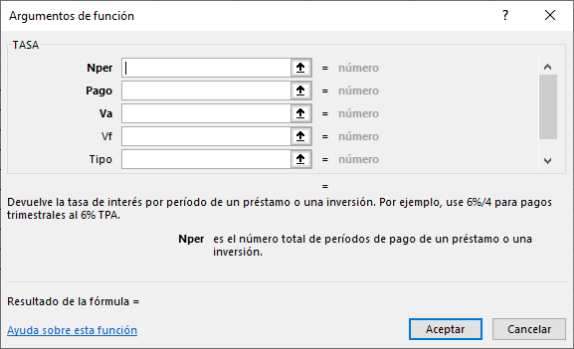 Argumentos de función
?
TASA
Nper = número
Pago = número
Va = número
Vf = número
Tipo = número
=
Devuelve la tasa de interés por período de un préstamo o una inversión. Por ejemplo, use 6%/4 para pagos
trimestrales al 6% TPA.
Nper es el número total de períodos de pago de un préstamo o una
inversión.
Resultado de la fórmula =
Ayuda sobre esta función
Aceptar
Cancelar